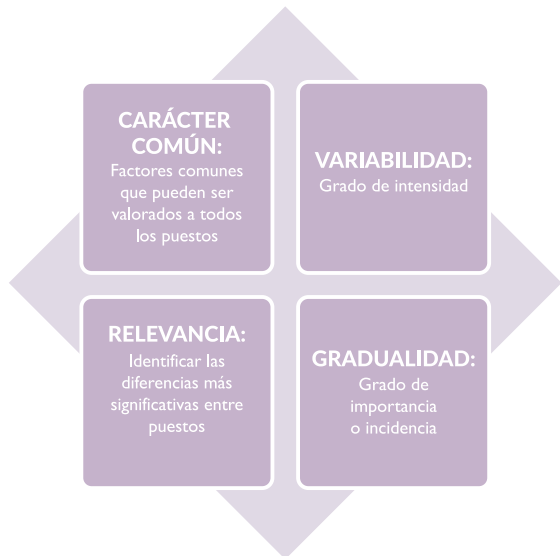 CARÁCTER
COMÚN:
Factores comunes
que pueden ser
valorados a todos
los puestos
VARIABILIDAD:
Grado de intensidad
RELEVANCIA:
Identificar las
diferencias más
significativas entre
puestos
GRADUALIDAD:
Grado de
importancia
o incidencia